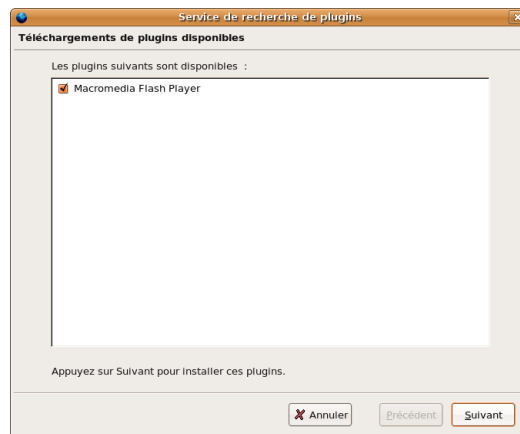 Service de recherche de plugins
Téléchargements de plugins disponibles
Les plugins suivants sont disponibles :
Macromedia Flash Player
Appuyez sur Suivant pour installer ces plugins.
Annuler
Précédent
Suivant